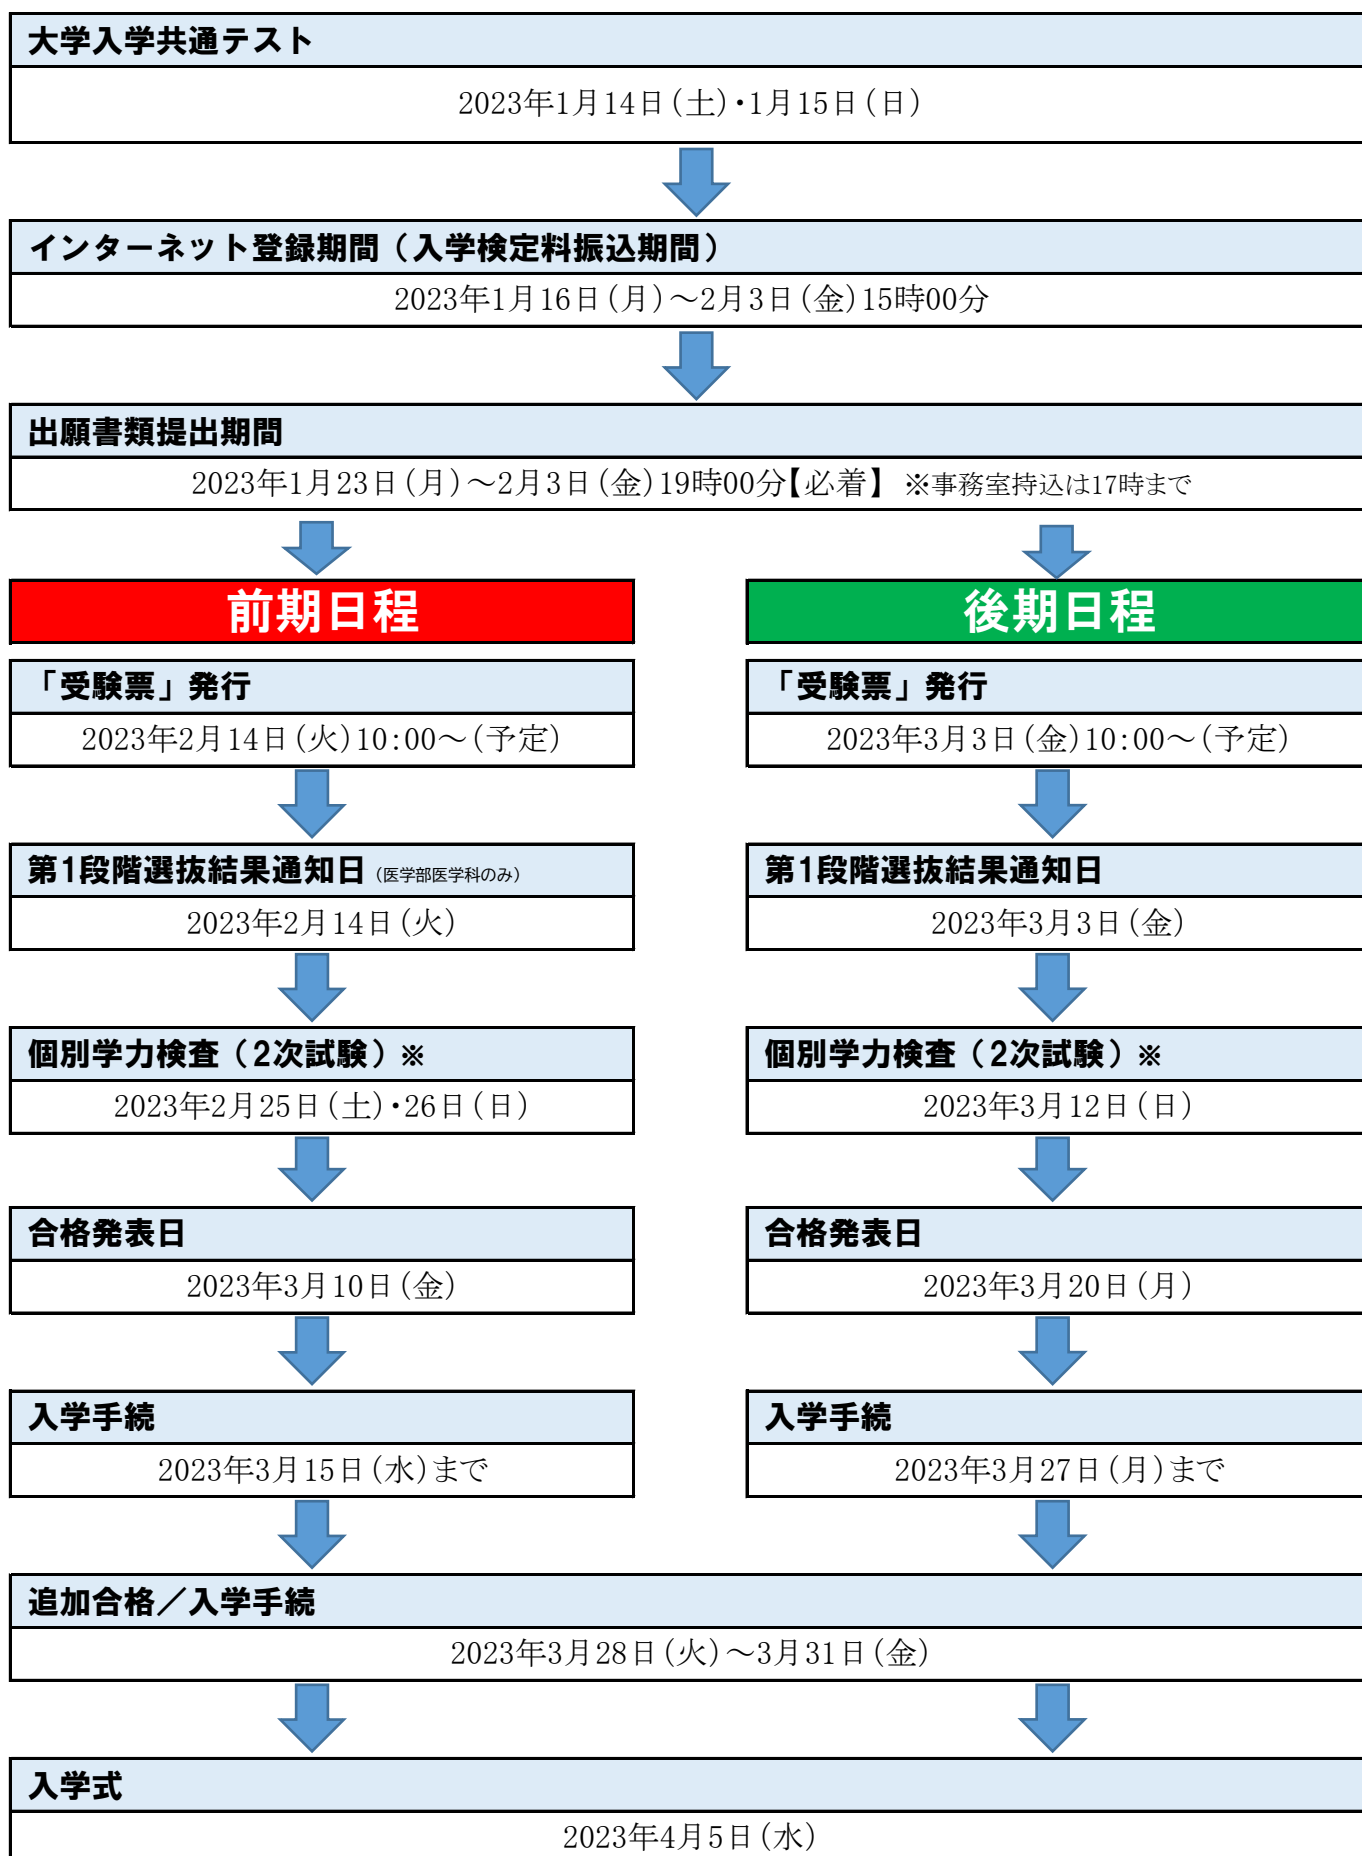 大学入学共通テスト
2023年1月14日(土)・1月15日(日)
インターネット登録期間(入学検定料振込期間)
2023年1月16日(月)～2月3日(金)15時00分
出願書類提出期間
2023年1月23日(月)～2月3日(金)19時00分【必着】 ※事務室持込は17時まで
前期日程
「受験票」発行
2023年2月14日(火)10:00～(予定)
第1段階選抜結果通知日(医学部医学科のみ)
2023年2月14日(火)
個別学力検査(2次試験)※
2023年2月25日(土)・26日(日)
合格発表日
2023年3月10日(金)
入学手続
2023年3月15日(水)まで
後期日程
「受験票」発行
2023年3月3日(金)10:00～(予定)
第1段階選抜結果通知日
2023年3月3日(金)
個別学力検査(2次試験)※
2023年3月12日(日)
合格発表日
2023年3月20日(月)
入学手続
2023年3月27日(月)まで
追加合格／入学手続
2023年3月28日(火)～3月31日(金)
入学式
2023年4月5日(水)